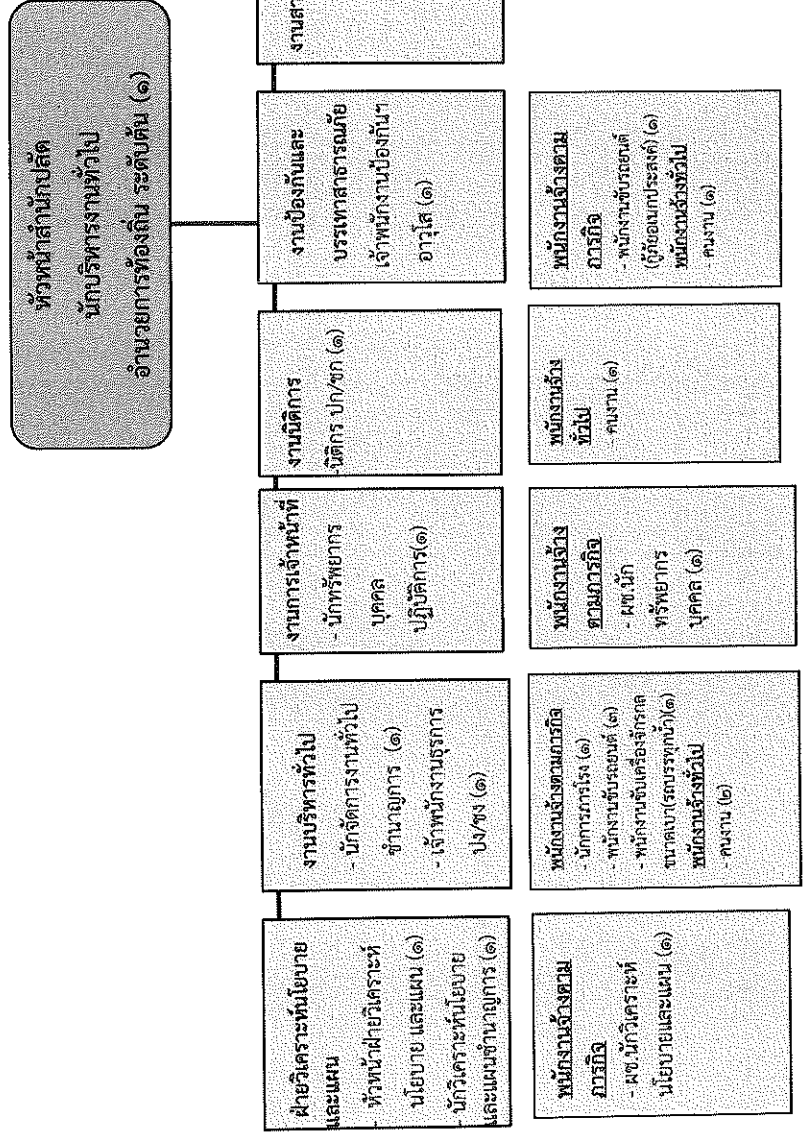 หัวหน้าสำนักปลัด
นักบริหารงานทั่วไป
อำนวยการท้องถิ่น ระดับต้น (๑)
ฝ่ายวิเคราะห์นโยบาย
และแผน
- หัวหน้าฝ่ายวิเคราะห์
นโยบาย และแผน (๑)
- นักวิเคราะห์นโยบาย
และแผนชำนาญการ (๑)
งานบริหารทั่วไป
- นักจัดการงานทั่วไป
ชำนาญการ (๑)
- เจ้าพนักงานธุรการ
ปง/ชง (๑)
งานการเจ้าหน้าที่
- นักทรัพยากร
บุคคล
ปฏิบัติการ(๑)
งานนิติการ
-นิติกร ปก/ชก (๑)
งานป้องกันและ
บรรเทาสาธารณภัย
เจ้าพนักงานป้องกันฯ
อาวุโส (๑)
พนักงานจ้างตาม
ภารกิจ
- ผช.นักวิเคราะห์
นโยบายและแผน (๑)
พนักงานจ้างตามภารกิจ
- นักการภารโรง (๑)
- พนักงานขับรถยนต์ (๓)
- พนักงานขับเครื่องจักรกล
ขนาดเบา(รถบรรทุกน้ำ)(๑)
พนักงานจ้างทั่วไป
- คนงาน (๒)
พนักงานจ้าง
ตามภารกิจ
- ผช.นัก
ทรัพยากร
บุคคล (๑)
พนักงานจ้าง
ทั่วไป
- คนงาน (๑)
พนักงานจ้างตาม
ภารกิจ
- พนักงานขับรถยนต์
(กู้ภัยอเนกประสงค์) (๑)
พนักงานจ้างทั่วไป
- คนงาน (๑)